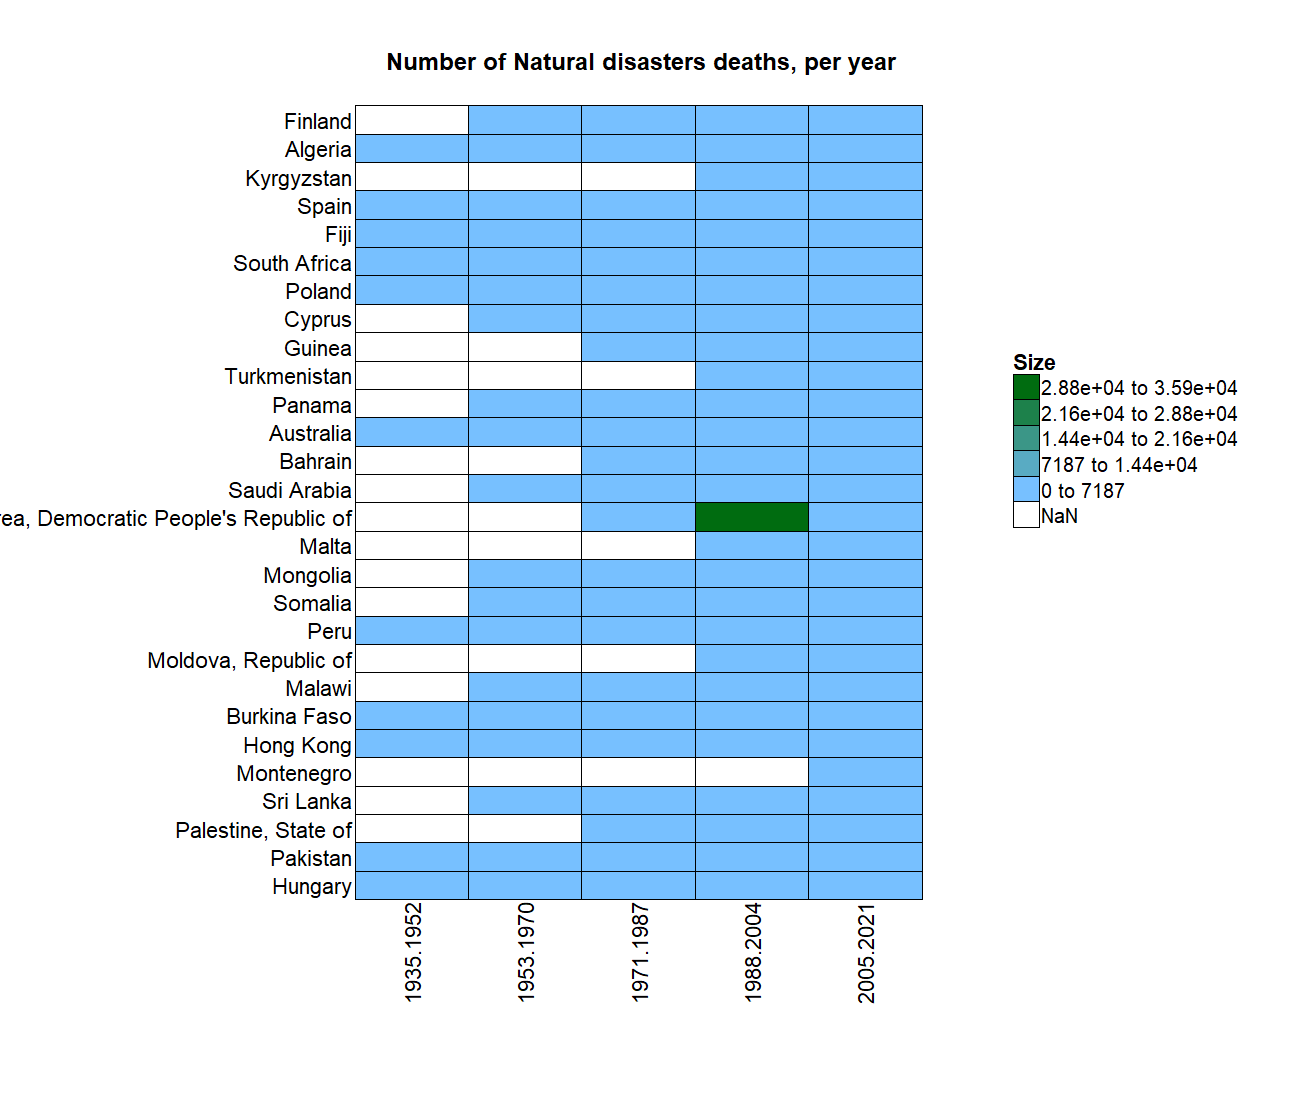 Number of Natural disasters deaths, per year
Finland
Algeria
Kyrgyzstan
Spain
Fiji
South Africa
Poland
Cyprus
Guinea
Turkmenistan
Panama
Australia
Bahrain
Saudi Arabia
rea, Democratic People's Republic of
Malta
Mongolia
Somalia
Peru
Moldova, Republic of
Malawi
Burkina Faso
Hong Kong
Montenegro
Sri Lanka
Palestine, State of
Pakistan
Hungary
1935.1952
1953.1970
1971.1987
1988.2004
2005.2021
Size
2.88e+04 to 3.59e+04
2.16e+04 to 2.88e+04
1.44e+04 to 2.16e+04
7187 to 1.44e+04
0 to 7187
NaN